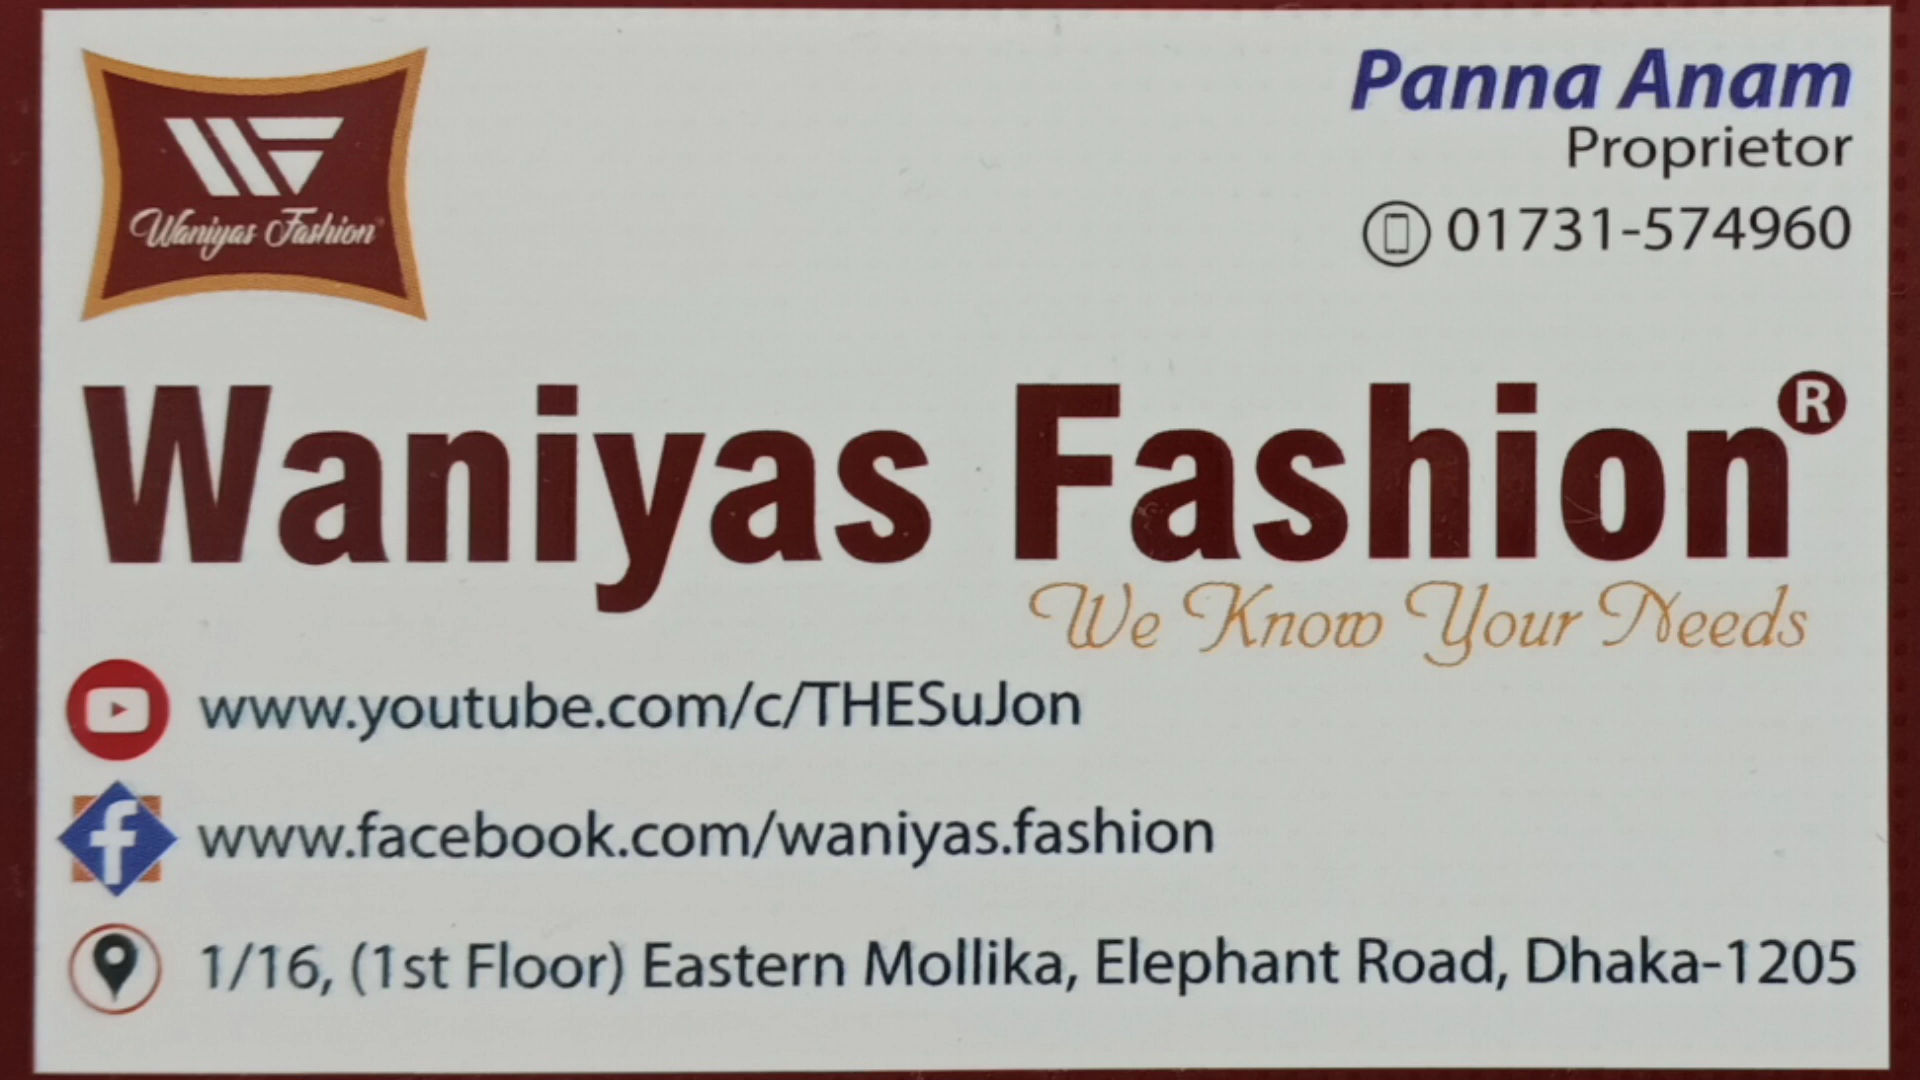 Waniyas Fashion
Panna Anam
Proprietor
01731-574960
Waniyas Fashion®
We Know Your Needs
www.youtube.com/c/THESuJon
www.facebook.com/waniyas.fashion
1/16, (1st Floor) Eastern Mollika, Elephant Road, Dhaka-1205